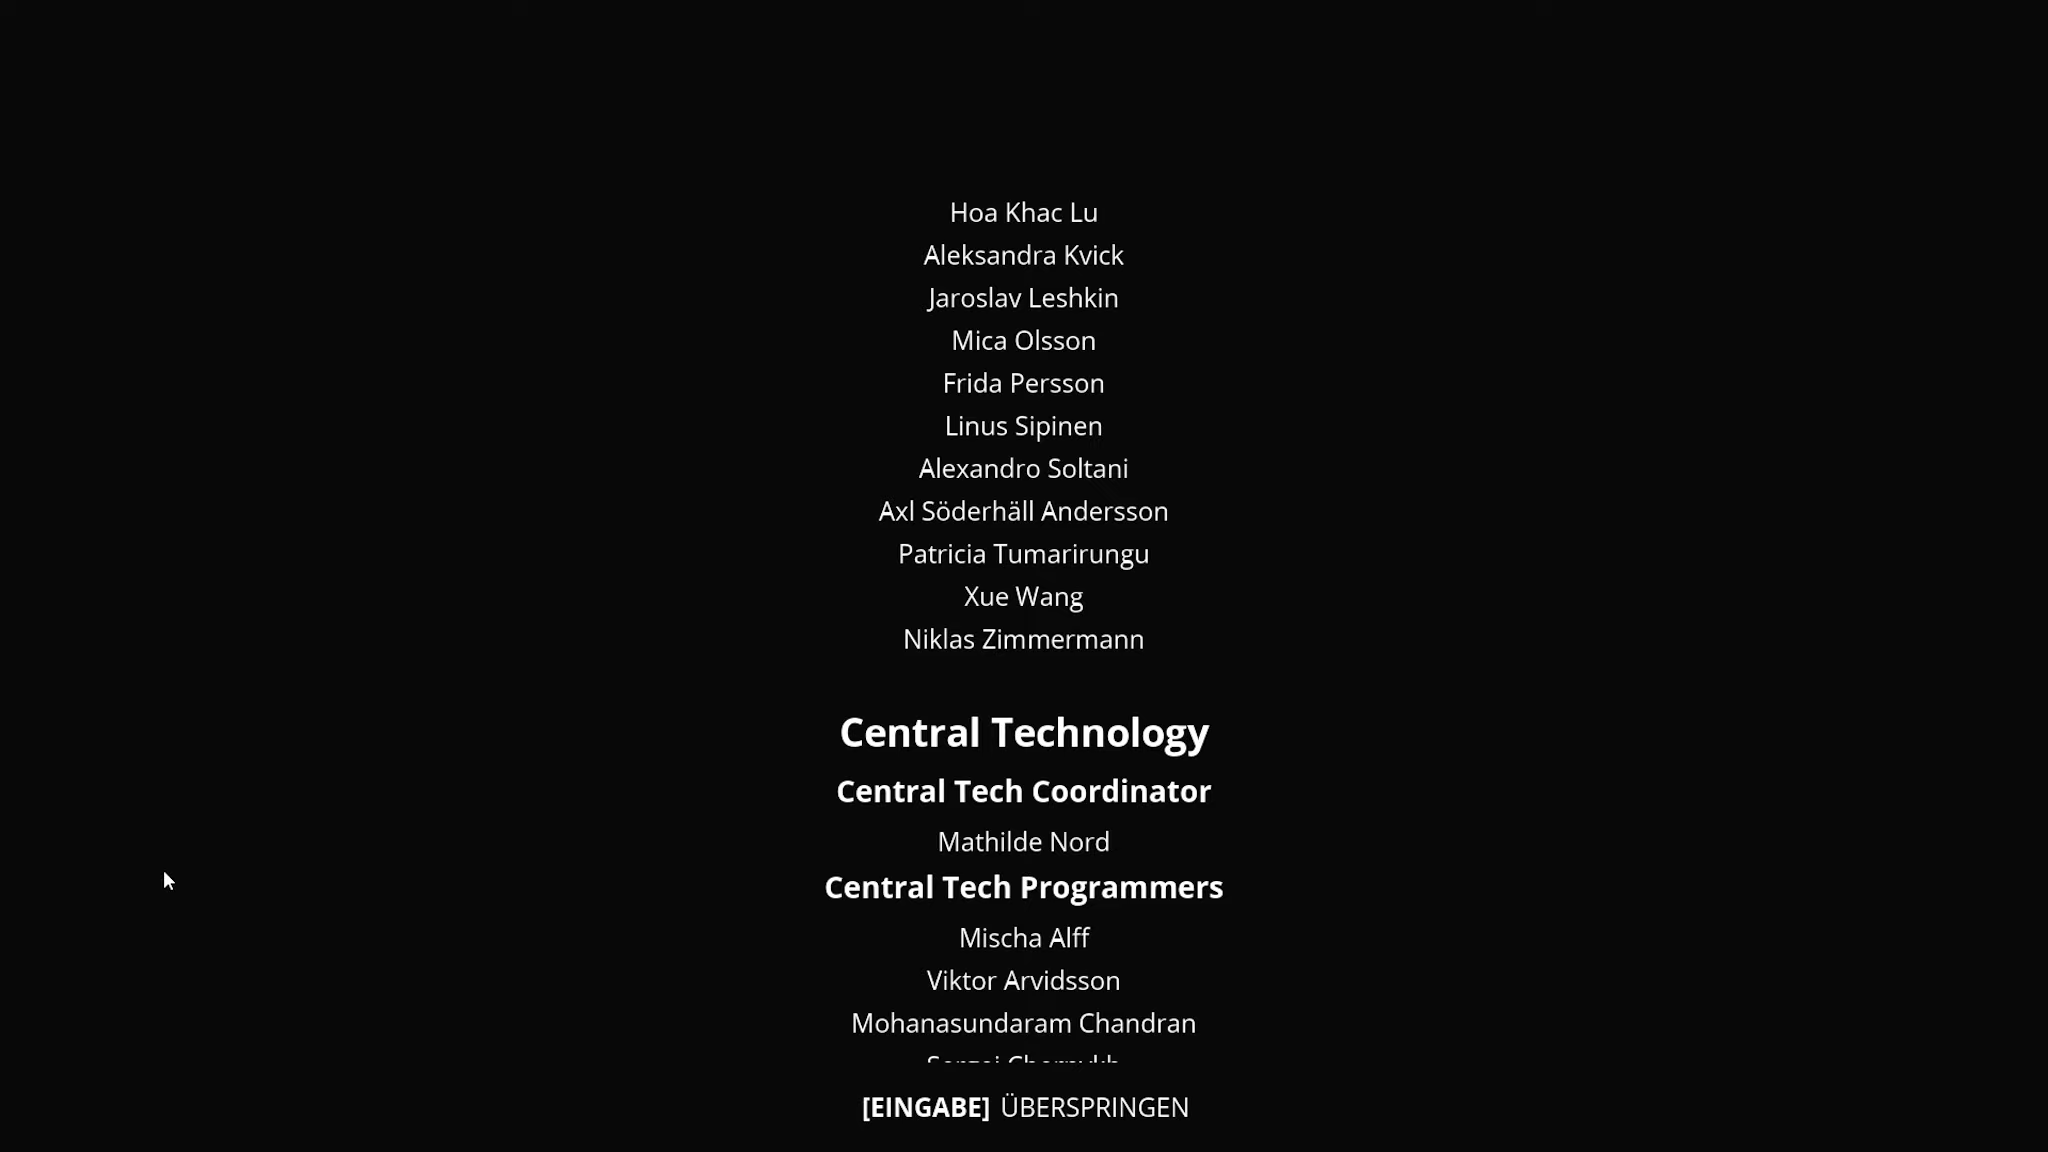 Hoa Khac Lu
Aleksandra Kvick
Jaroslav Leshkin
Mica Olsson
Frida Persson
Linus Sipinen
Alexandro Soltani
Axl Söderhäll Andersson
Patricia Tumarirungu
Xue Wang
Niklas Zimmermann
Central Technology
Central Tech Coordinator
Mathilde Nord
Central Tech Programmers
Mischa Alff
Viktor Arvidsson
Mohanasundaram Chandran
[EINGABE] ÜBERSPRINGEN